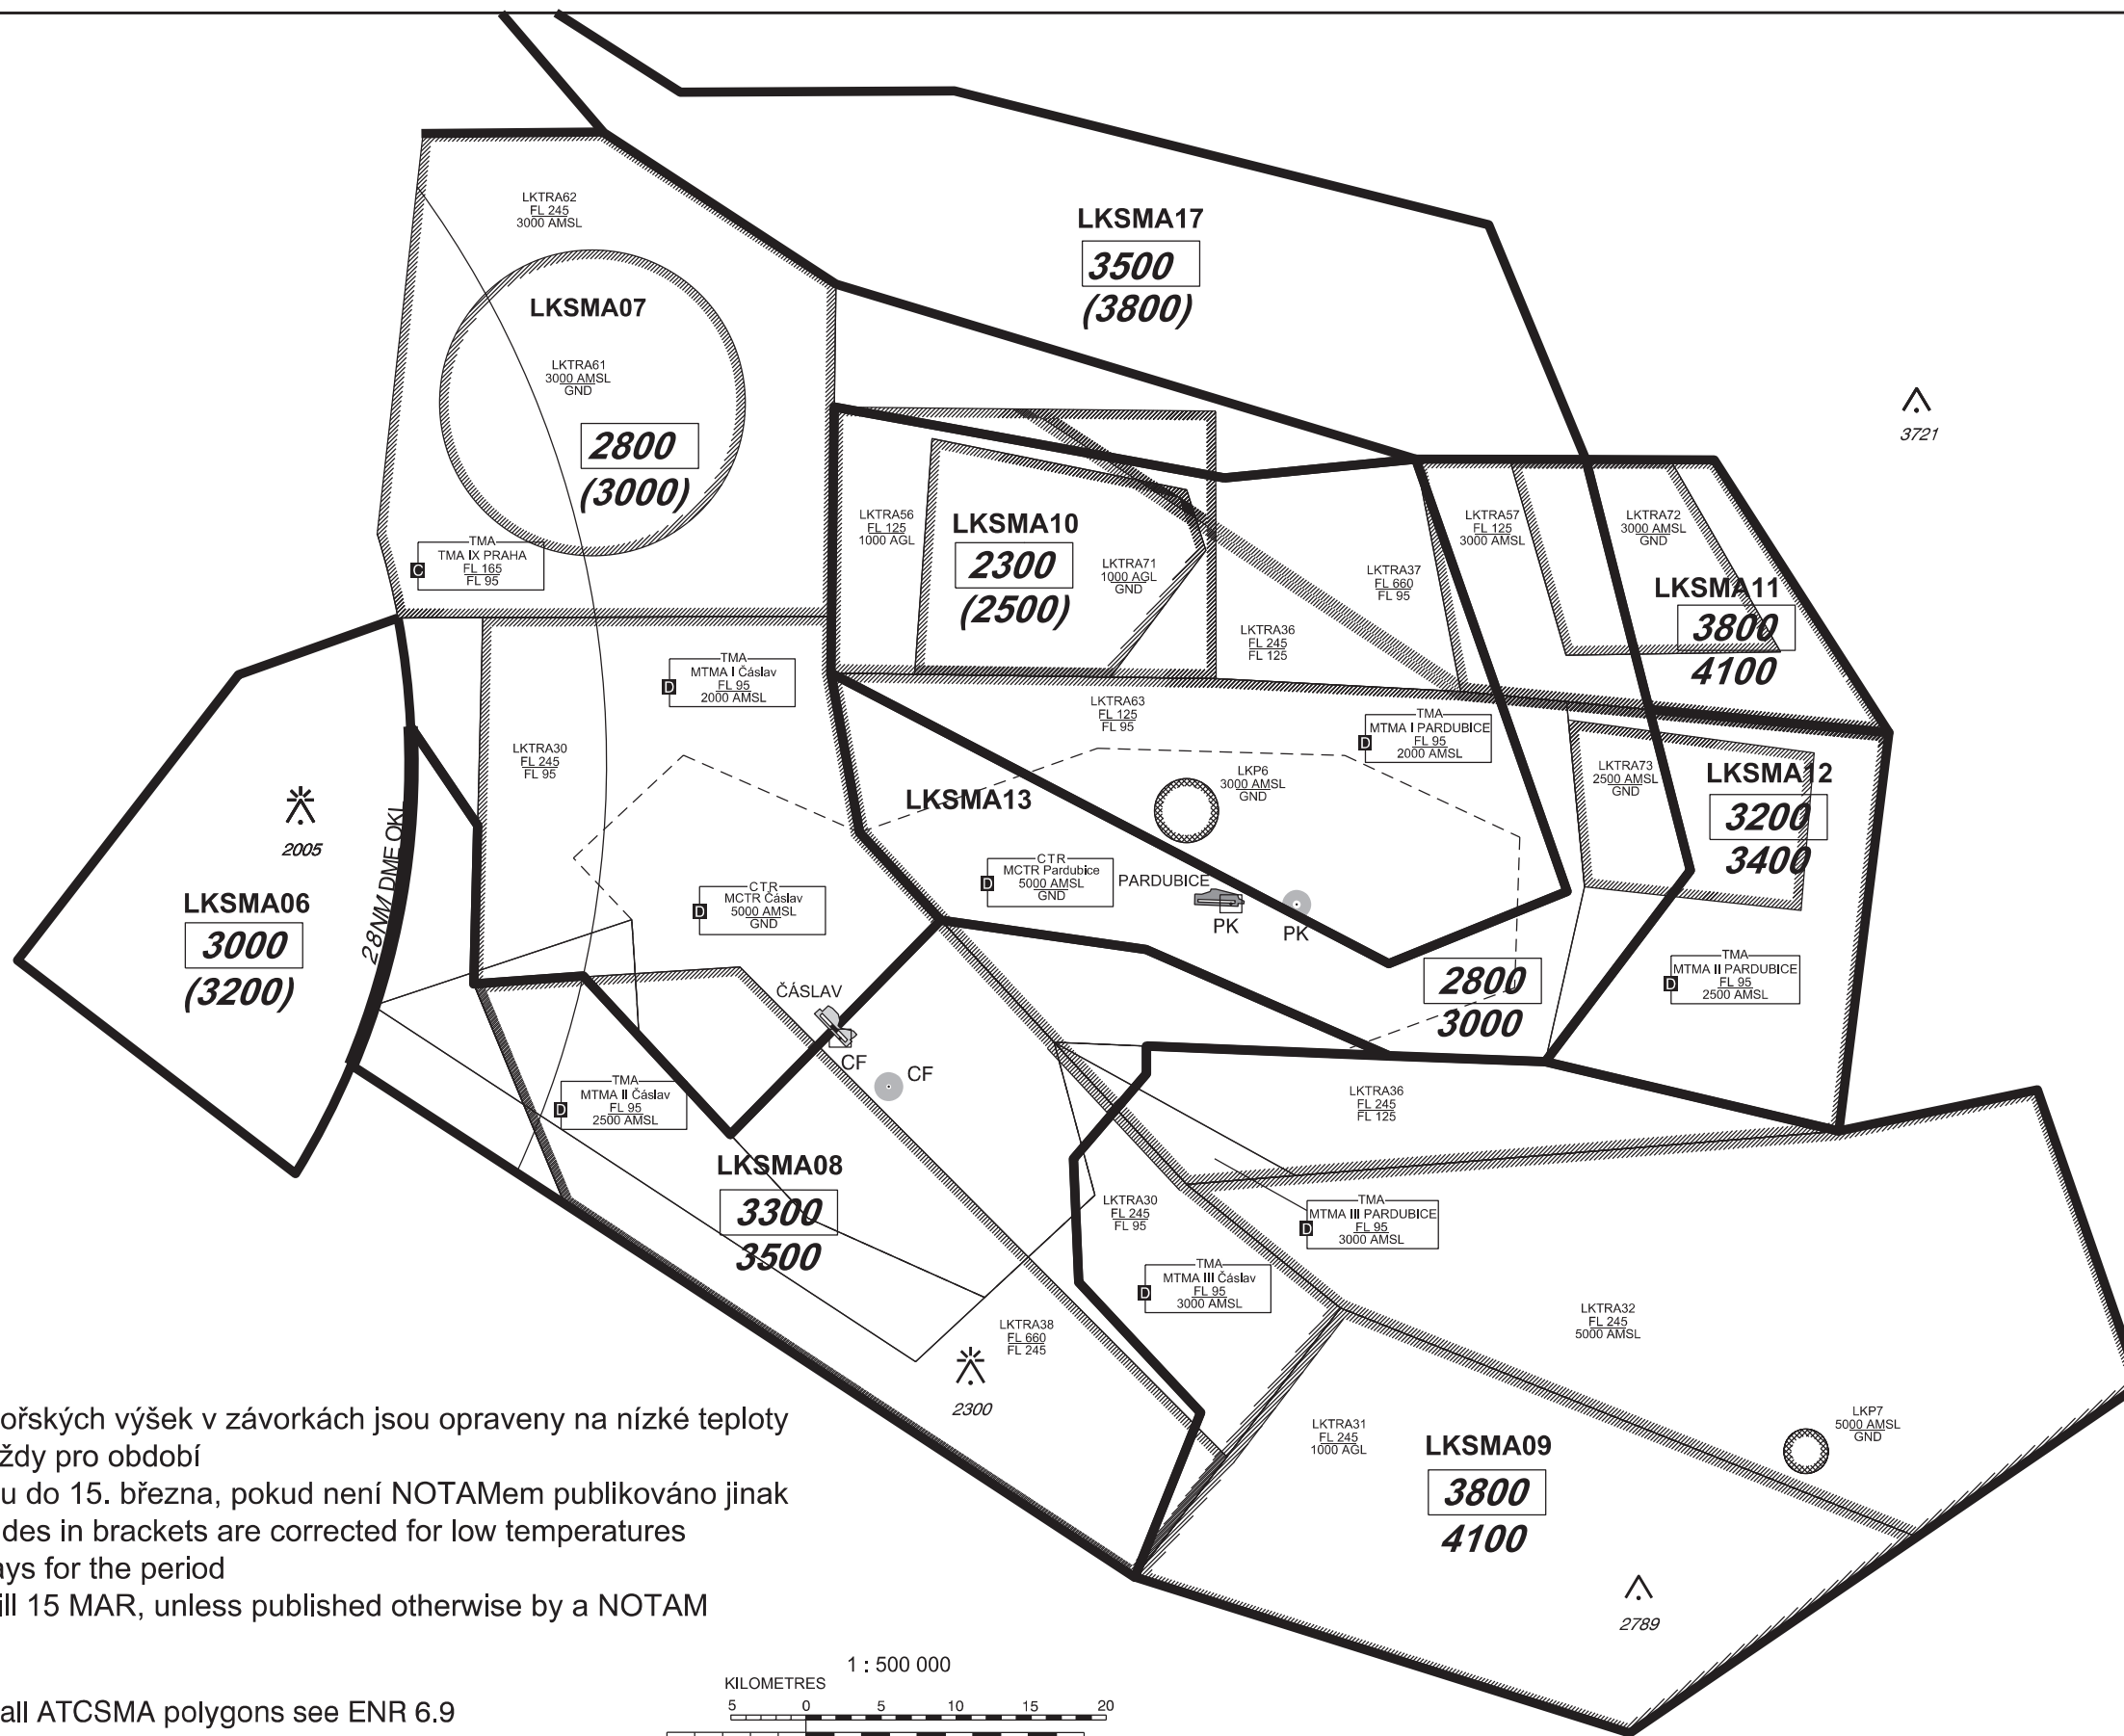 LKTRA62
FL 245
3000 AMSL
LKSMA17
3500
(3800)
LKSMA07
LKTRA61
3000 AMSL
GND
2800
(3000)
3721
TMA
TMA IX PRAHA
FL 165
FL 95
C
LKTRA56
FL 125
1000 AGL
LKSMA10
2300
(2500)
LKTRA71
1000 AGL
GND
LKTRA37
FL 660
FL 95
LKTRA57
FL 125
3000 AMSL
LKTRA72
3000 AMSL
GND
LKSMA11
3800
4100
LKTRA36
FL 245
FL 125
TMA
MTMA I Čáslav
FL 95
2000 AMSL
D
LKTRA63
FL 125
FL 95
TMA
MTMA I PARDUBICE
FL 95
2000 AMSL
D
LKTRA30
FL 245
FL 95
LKP6
3000 AMSL
GND
LKTRA73
2500 AMSL
GND
LKSMA12
3200
3400
LKSMA13
2005
28NM DME OKL
LKSMA06
3000
(3200)
CTR
MCTR Čáslav
5000 AMSL
GND
D
CTR
MCTR Pardubice
5000 AMSL
GND
D
PARDUBICE
PK
PK
2800
3000
TMA
MTMA II PARDUBICE
FL 95
2500 AMSL
D
ČÁSLAV
CF
CF
TMA
MTMA II Čáslav
FL 95
2500 AMSL
D
LKTRA36
FL 245
FL 125
LKSMA08
3300
3500
LKTRA30
FL 245
FL 95
TMA
MTMA III PARDUBICE
FL 95
3000 AMSL
D
TMA
MTMA III Čáslav
FL 95
3000 AMSL
D
LKTRA38
FL 660
FL 245
2300
LKTRA32
FL 245
5000 AMSL
LKTRA31
FL 245
1000 AGL
LKSMA09
3800
4100
LKP7
5000 AMSL
GND
2789
ořských výšek v závorkách jsou opraveny na nízké teploty
ždy pro období
u do 15. března, pokud není NOTAMem publikováno jinak
des in brackets are corrected for low temperatures
ays for the period
ill 15 MAR, unless published otherwise by a NOTAM
all ATCSMA polygons see ENR 6.9
1 : 500 000
KILOMETRES
5 0 5 10 15 20